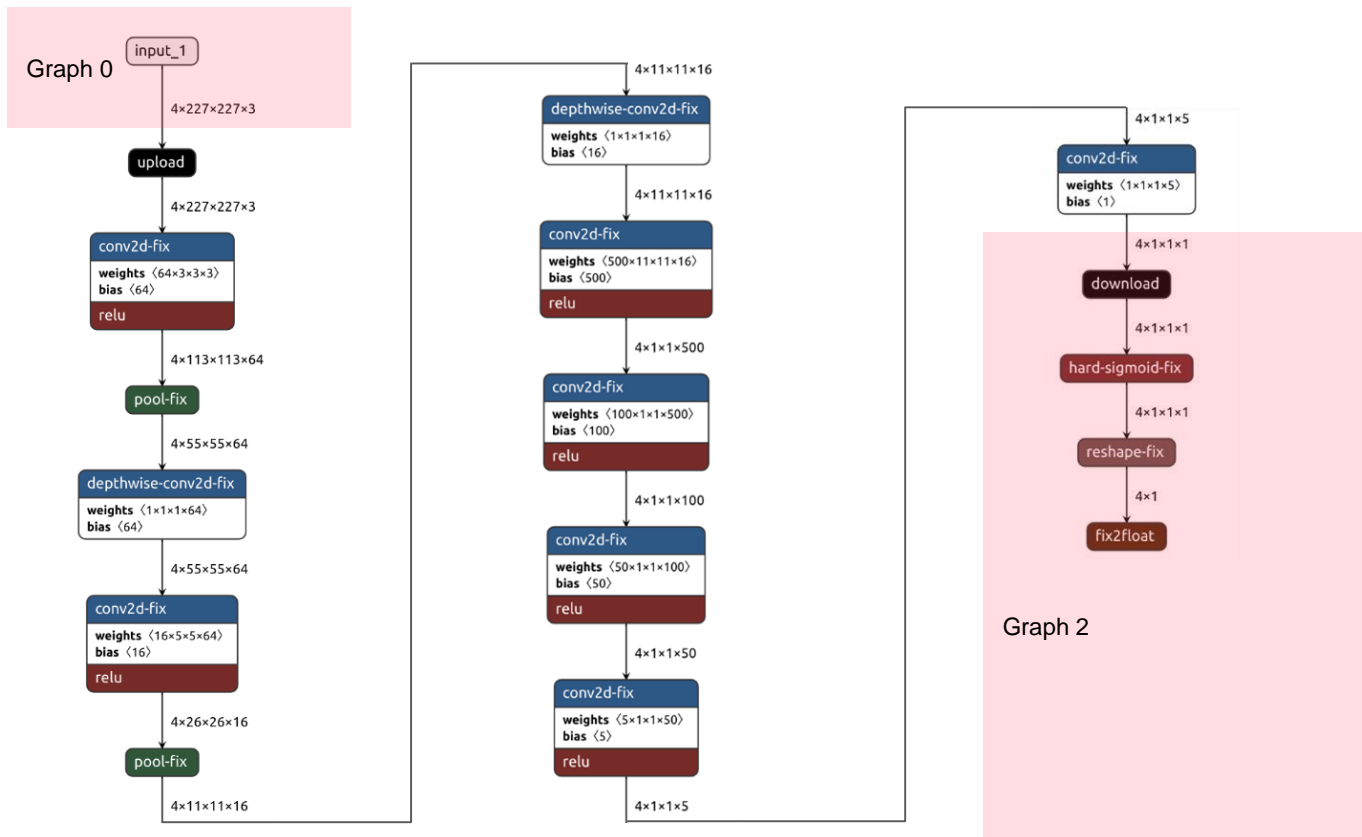 Graph 0
input_1
4×227×227×3
upload
4×227×227×3
conv2d-fix
weights 〈64×3×3×3〉
bias 〈64〉
relu
4×113×113×64
pool-fix
4×55×55×64
depthwise-conv2d-fix
weights 〈1×1×1×64〉
bias 〈64〉
4×55×55×64
conv2d-fix
weights 〈16×5×5×64〉
bias 〈16〉
relu
4×26×26×16
pool-fix
4×11×11×16
4×11×11×16
depthwise-conv2d-fix
weights 〈1×1×1×16〉
bias 〈16〉
4×11×11×16
conv2d-fix
weights 〈500×11×11×16〉
bias 〈500〉
relu
4×1×1×500
conv2d-fix
weights 〈100×1×1×500〉
bias 〈100〉
relu
4×1×1×100
conv2d-fix
weights 〈50×1×1×100〉
bias 〈50〉
relu
4×1×1×50
conv2d-fix
weights 〈5×1×1×50〉
bias 〈5〉
relu
4×1×1×5
4×1×1×5
conv2d-fix
weights 〈1×1×1×5〉
bias 〈1〉
4×1×1×1
download
4×1×1×1
hard-sigmoid-fix
4×1×1×1
reshape-fix
4×1
fix2float
Graph 2